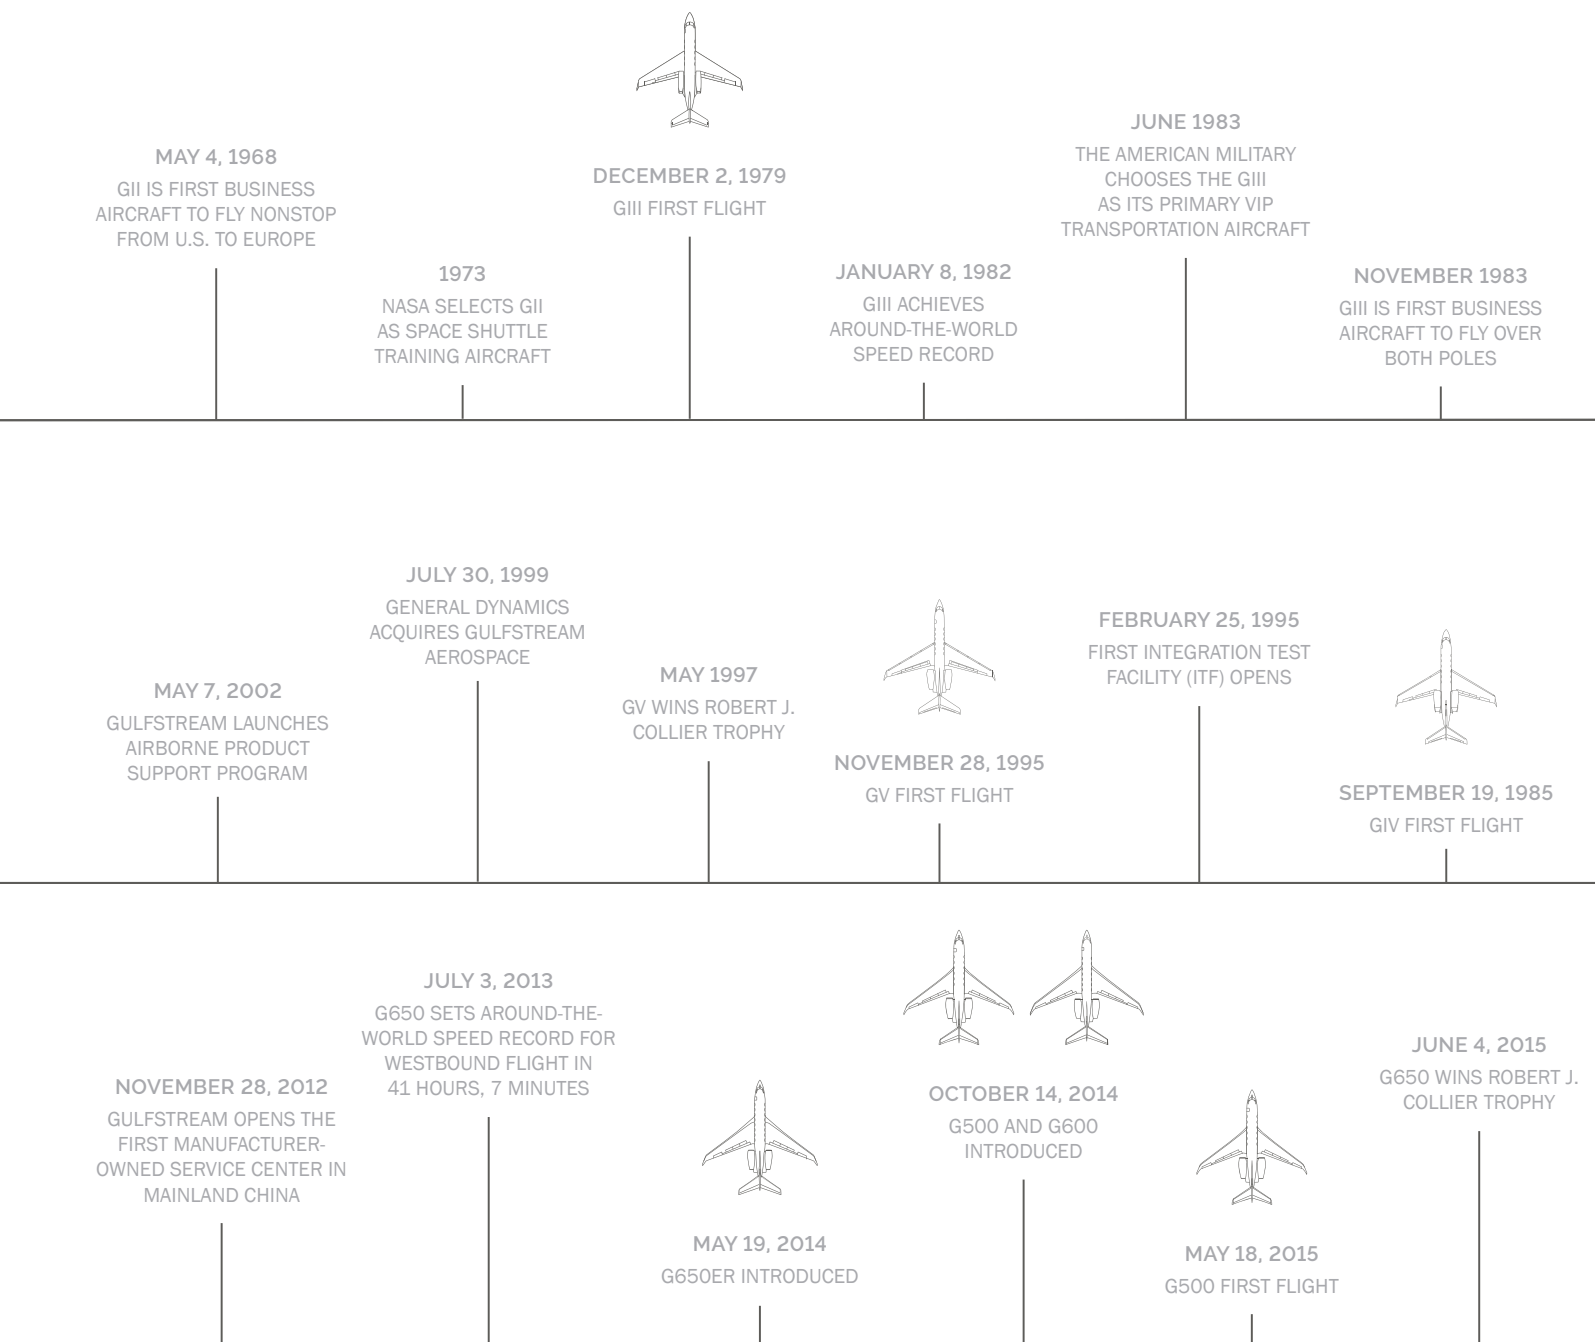 MAY 4, 1968
GII IS FIRST BUSINESS
AIRCRAFT TO FLY NONSTOP
FROM U.S. TO EUROPE
1973
NASA SELECTS GII
AS SPACE SHUTTLE
TRAINING AIRCRAFT
DECEMBER 2, 1979
GIII FIRST FLIGHT
JANUARY 8, 1982
GIII ACHIEVES
AROUND-THE-WORLD
SPEED RECORD
JUNE 1983
THE AMERICAN MILITARY
CHOOSES THE GIII
AS ITS PRIMARY VIP
TRANSPORTATION AIRCRAFT
NOVEMBER 1983
GIII IS FIRST BUSINESS
AIRCRAFT TO FLY OVER
BOTH POLES
MAY 7, 2002
GULFSTREAM LAUNCHES
AIRBORNE PRODUCT
SUPPORT PROGRAM
JULY 30, 1999
GENERAL DYNAMICS
ACQUIRES GULFSTREAM
AEROSPACE
MAY 1997
GV WINS ROBERT J.
COLLIER TROPHY
NOVEMBER 28, 1995
GV FIRST FLIGHT
FEBRUARY 25, 1995
FIRST INTEGRATION TEST
FACILITY (ITF) OPENS
SEPTEMBER 19, 1985
GIV FIRST FLIGHT
NOVEMBER 28, 2012
GULFSTREAM OPENS THE
FIRST MANUFACTURER-
OWNED SERVICE CENTER IN
MAINLAND CHINA
JULY 3, 2013
G650 SETS AROUND-THE-
WORLD SPEED RECORD FOR
WESTBOUND FLIGHT IN
41 HOURS, 7 MINUTES
MAY 19, 2014
G650ER INTRODUCED
OCTOBER 14, 2014
G500 AND G600
INTRODUCED
MAY 18, 2015
G500 FIRST FLIGHT
JUNE 4, 2015
G650 WINS ROBERT J.
COLLIER TROPHY